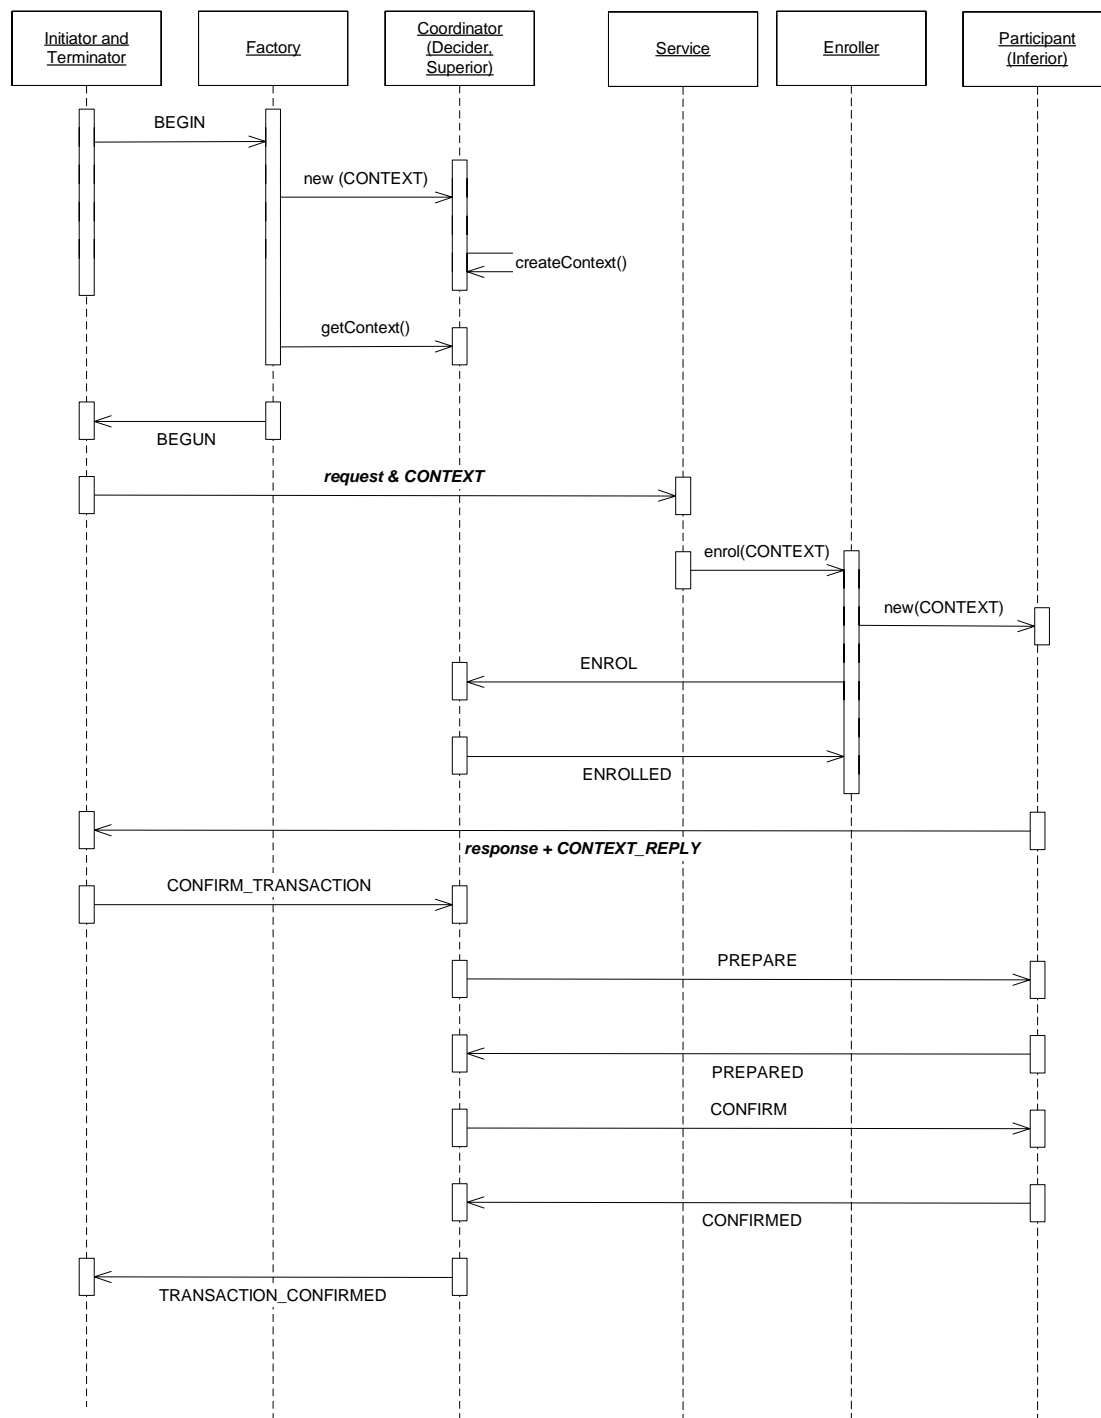 Initiator and
Terminator
Factory
Coordinator
(Decider,
Superior)
Service
Enroller
Participant
(Inferior)
BEGIN
new (CONTEXT)
createContext()
getContext()
BEGUN
request & CONTEXT
enrol(CONTEXT)
new(CONTEXT)
ENROL
ENROLLED
response + CONTEXT_REPLY
CONFIRM_TRANSACTION
PREPARE
PREPARED
CONFIRM
CONFIRMED
TRANSACTION_CONFIRMED